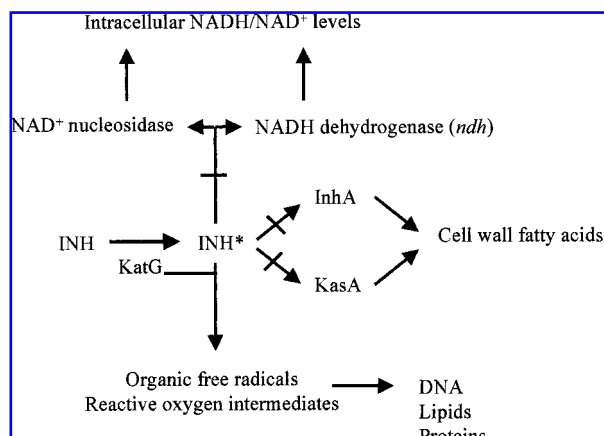 Intracellular NADH/NAD⁺ levels
NAD⁺ nucleosidase
NADH dehydrogenase (ndh)
InhA
INH
INH*
Cell wall fatty acids
KatG
KasA
Organic free radicals
Reactive oxygen intermediates
DNA
Lipids
Proteins